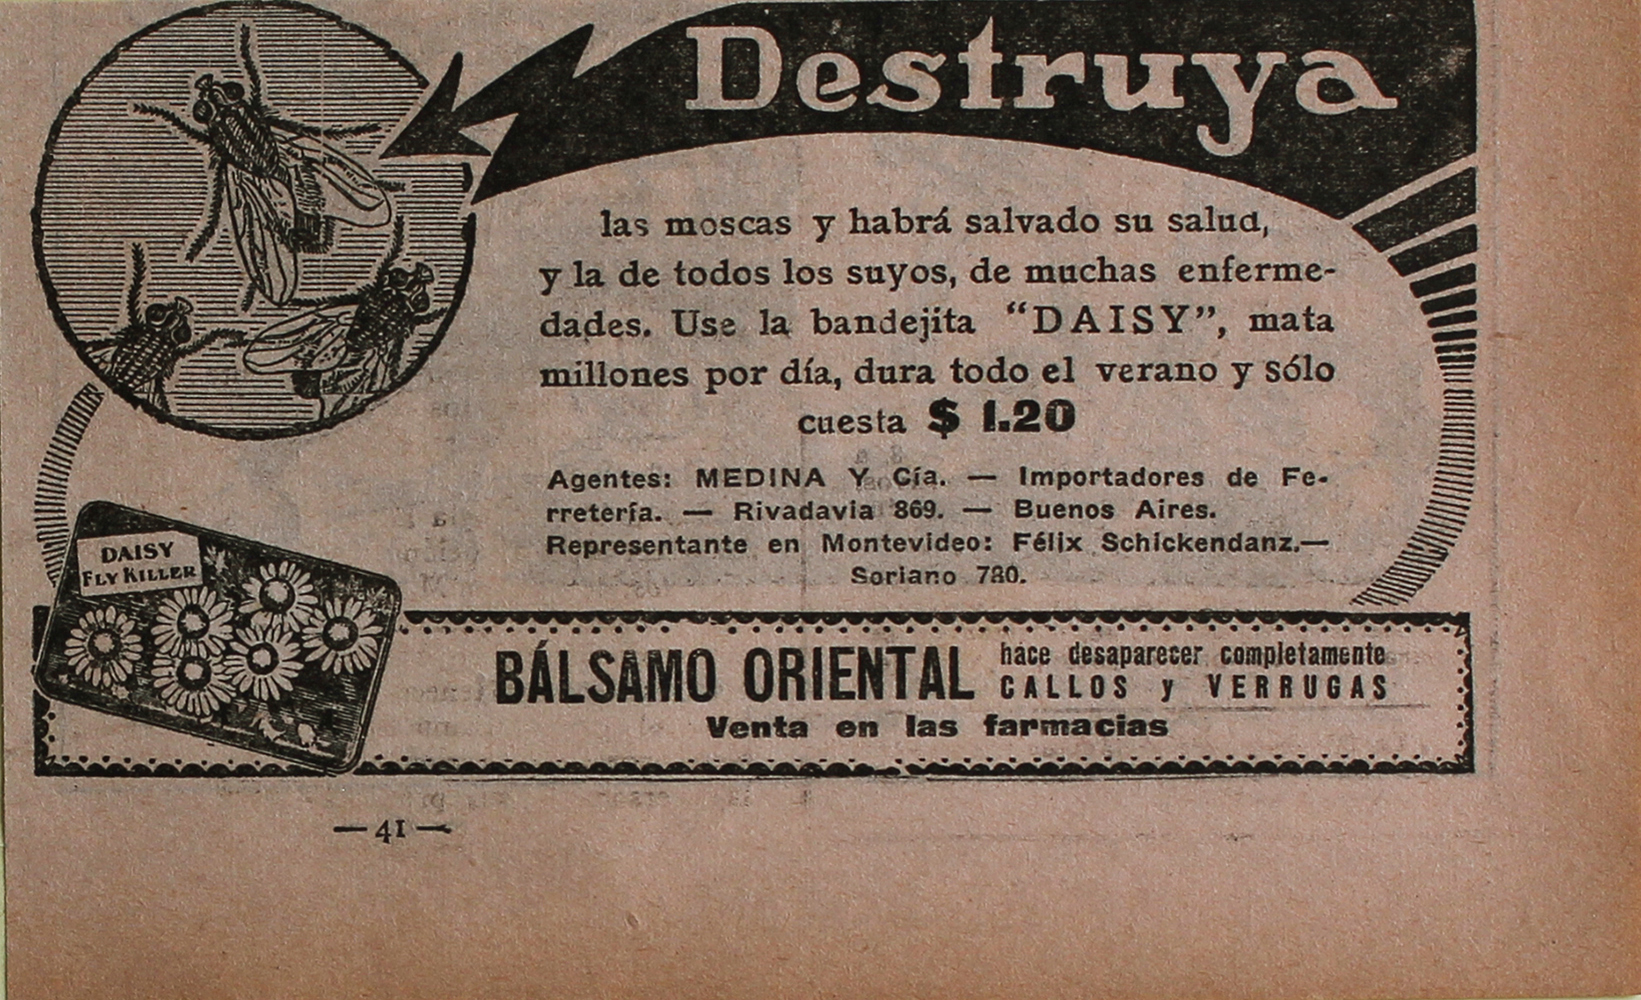 Destruya
las moscas y habrá salvado su salud,
y la de todos los suyos, de muchas enferme-
dades. Use la bandejita “DAISY”, mata
millones por día, dura todo el verano y sólo
cuesta $ 1.20
Agentes: MEDINA Y Cía. — Importadores de Fe-
rretería. — Rivadavia 869. — Buenos Aires.
Representante en Montevideo: Félix Schickendanz.—
Soriano 780.
DAISY
FLY KILLER
BÁLSAMO ORIENTAL hace desaparecer completamente
CALLOS y VERRUGAS
Venta en las farmacias
— 41 —